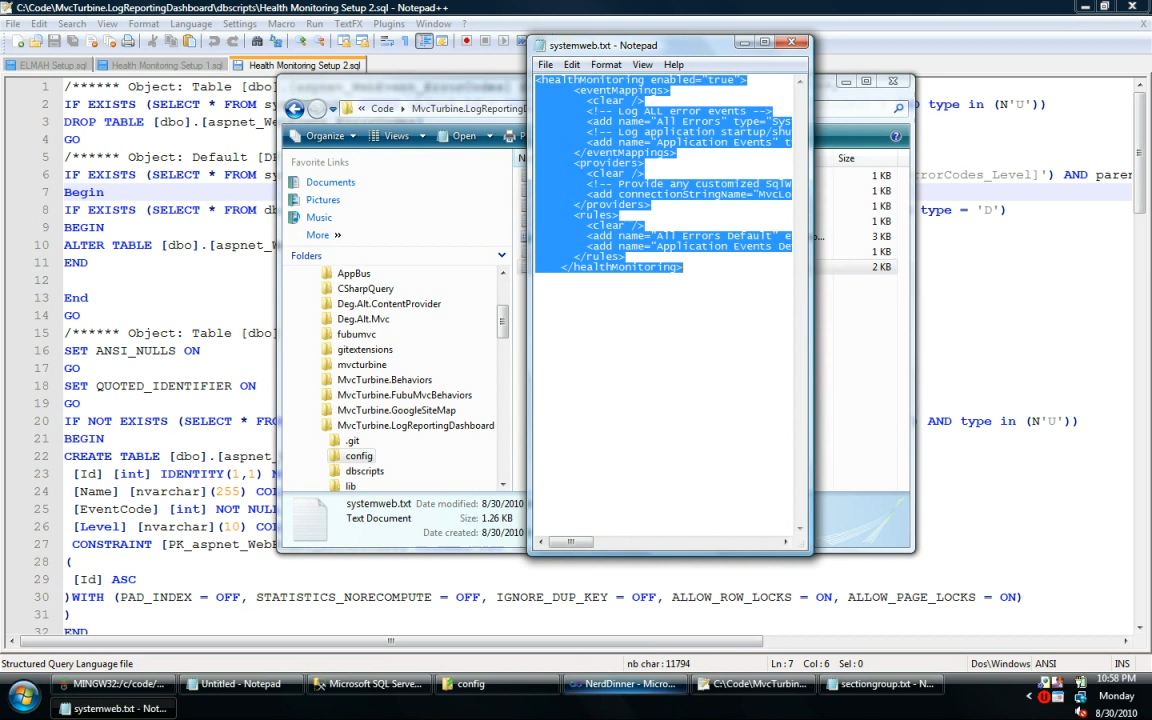 C:\Code\MvcTurbine.LogReportingDashboard\dbscripts\Health Monitoring Setup 2.sql - Notepad++
File Edit Search View Format Language Settings Macro Run TextFX Plugins Window ?
X
ELMAH Setup.sql Health Monitoring Setup 1.sql Health Monitoring Setup 2.sql
1 /****** Object: Table [dbo]
2 IF EXISTS (SELECT * FROM sy
D type in (N'U'))
3 DROP TABLE [dbo].[aspnet_We
4 GO
5 /****** Object: Default [D
6 IF EXISTS (SELECT * FROM sy
rorCodes_Level]') AND paren
7 Begin
8 IF EXISTS (SELECT * FROM db
type = 'D')
9 BEGIN
10 ALTER TABLE [dbo].[aspnet_W
11 END
12
13 End
14 GO
15 /****** Object: Table [dbo]
16 SET ANSI_NULLS ON
17 GO
18 SET QUOTED_IDENTIFIER ON
19 GO
20 IF NOT EXISTS (SELECT * FRO
AND type in (N'U'))
21 BEGIN
22 CREATE TABLE [dbo].[aspnet_
23 [Id] [int] IDENTITY(1,1) N
24 [Name] [nvarchar](255) COL
25 [EventCode] [int] NOT NULL
26 [Level] [nvarchar](10) COL
27 CONSTRAINT [PK_aspnet_WebE
28 (
29 [Id] ASC
30 )WITH (PAD_INDEX = OFF, STATISTICS_NORECOMPUTE = OFF, IGNORE_DUP_KEY = OFF, ALLOW_ROW_LOCKS = ON, ALLOW_PAGE_LOCKS = ON)
31 )
32 END
« Code MvcTurbine.LogReportingD
Organize Views Open P
Favorite Links
Documents
Pictures
Music
More »
Folders
AppBus
CSharpQuery
Deg.Alt.ContentProvider
Deg.Alt.Mvc
fubumvc
gitextensions
mvcturbine
MvcTurbine.Behaviors
MvcTurbine.FubuMvcBehaviors
MvcTurbine.GoogleSiteMap
MvcTurbine.LogReportingDashboard
.git
config
dbscripts
lib
N
Size
1 KB
1 KB
1 KB
1 KB
o... 3 KB
1 KB
2 KB
systemweb.txt Date modified: 8/30/2010
Text Document Size: 1.26 KB
Date created: 8/30/2010
systemweb.txt - Notepad
File Edit Format View Help
<healthMonitoring enabled="true">
<eventMappings>
<clear />
<!-- Log ALL error events -->
<add name="All Errors" type="Sys
<!-- Log application startup/shu
<add name="Application Events" t
</eventMappings>
<providers>
<clear />
<!-- Provide any customized SqlW
<add connectionStringName="MvcLo
</providers>
<rules>
<clear />
<add name="All Errors Default" e
<add name="Application Events De
</rules>
</healthMonitoring>
Structured Query Language file nb char : 11794 Ln : 7 Col : 6 Sel : 0 Dos\Windows ANSI INS
MINGW32:/c/code/... Untitled - Notepad Microsoft SQL Serve... config NerdDinner - Micro... C:\Code\MvcTurbin... sectiongroup.txt - N...
systemweb.txt - Not...
10:58 PM
Monday
8/30/2010